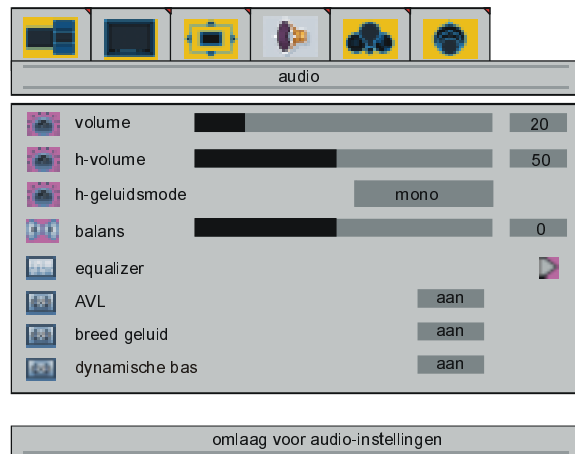 audio
volume 20
h-volume 50
h-geluidsmode mono
balans 0
equalizer
AVL aan
breed geluid aan
dynamische bas aan
omlaag voor audio-instellingen